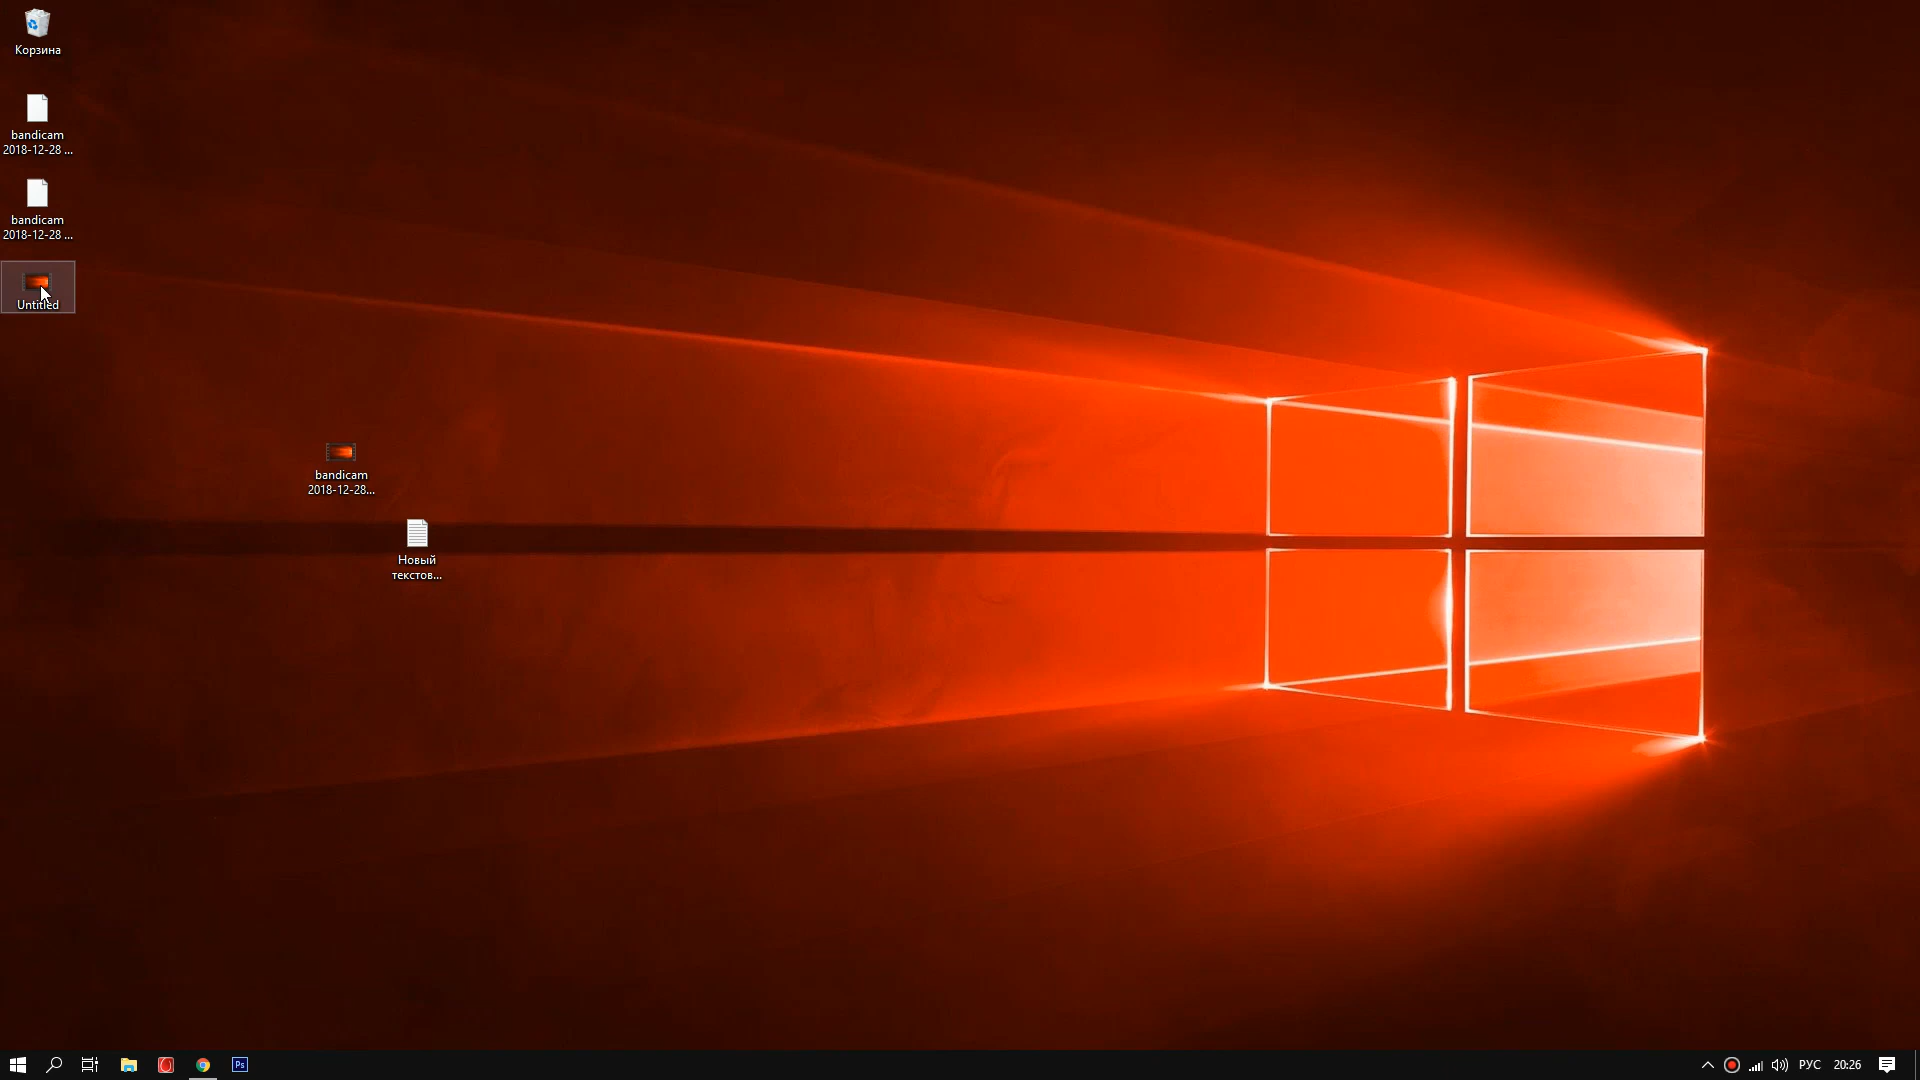 Корзина
bandicam
2018-12-28 ...
bandicam
2018-12-28 ...
Untitled
bandicam
2018-12-28...
Новый
текстов...
Ps
РУС
20:26